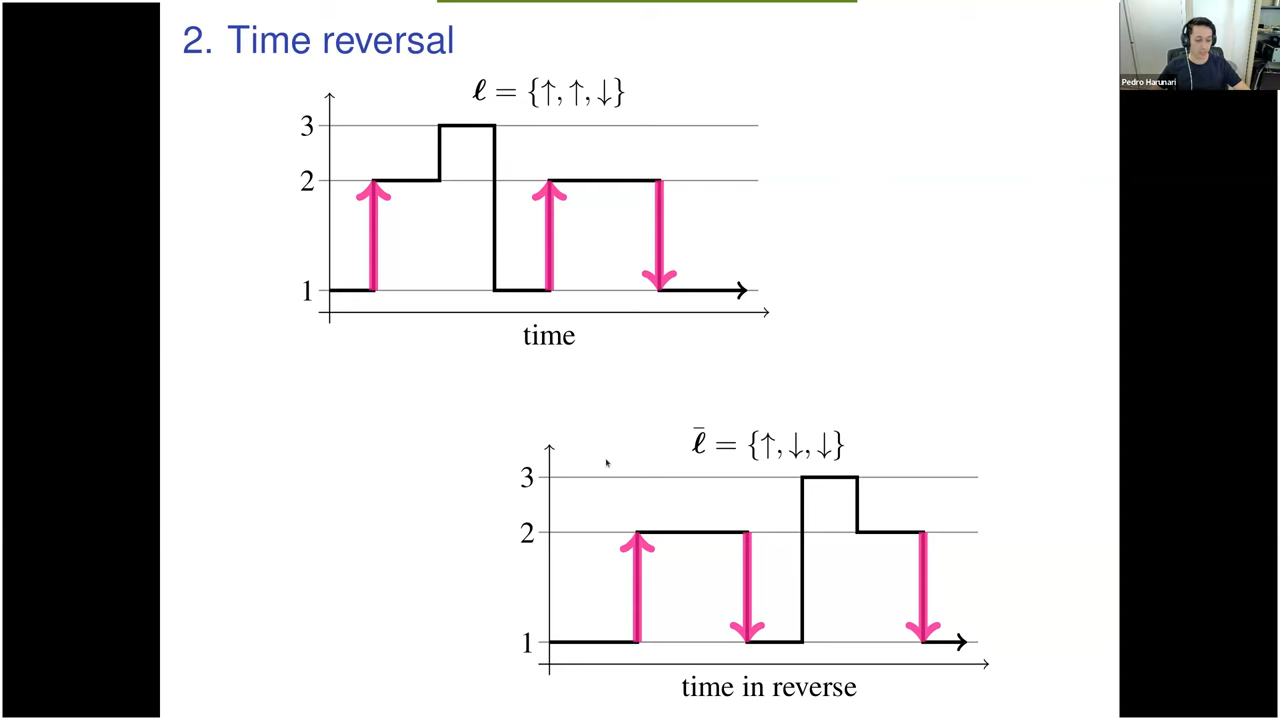 2. Time reversal
Pedro Harunari
ℓ = {↑, ↑, ↓}
3
2
1
time
ℓ̄ = {↑, ↓, ↓}
3
2
1
time in reverse